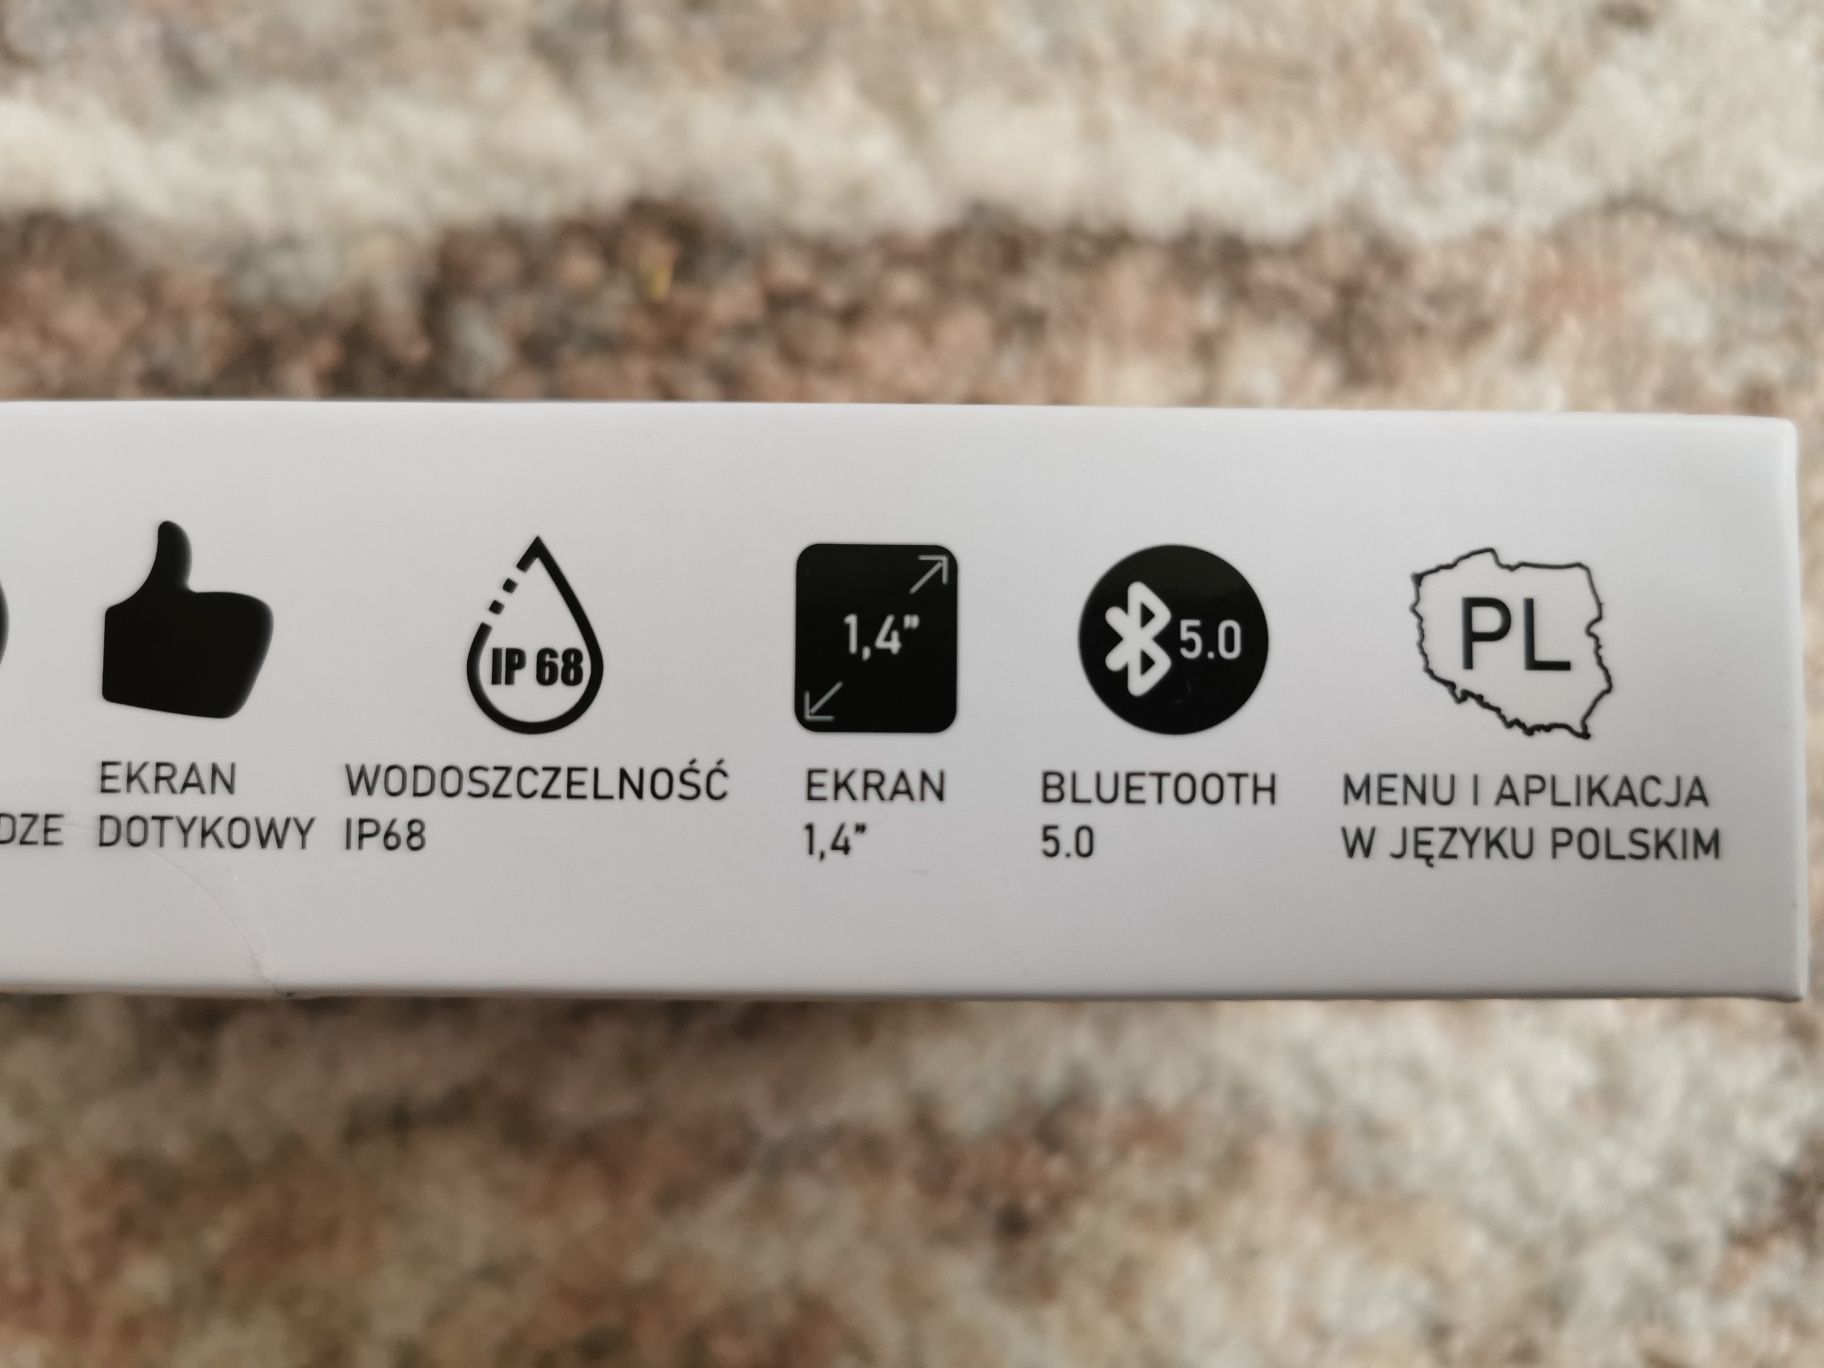 IP 68
1,4”
5.0
PL
EKRAN
DOTYKOWY
WODOSZCZELNOŚĆ
IP68
EKRAN
1,4”
BLUETOOTH
5.0
MENU I APLIKACJA
W JĘZYKU POLSKIM